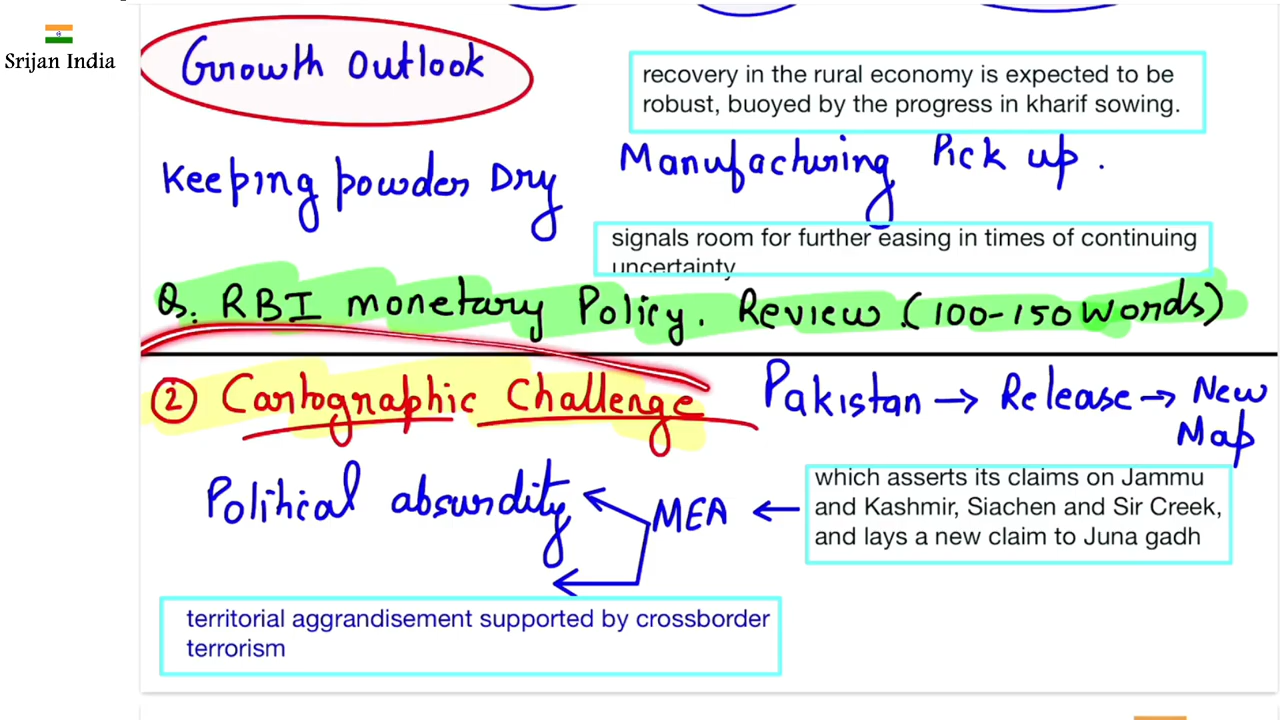 Srijan India
Growth Outlook
recovery in the rural economy is expected to be
robust, buoyed by the progress in kharif sowing.
Keeping powder Dry
Manufacturing Pick up.
signals room for further easing in times of continuing
uncertainty
Q. RBI monetary Policy. Review (100-150 words)
② Cartographic Challenge
Pakistan → Release → New
Map
which asserts its claims on Jammu
and Kashmir, Siachen and Sir Creek,
and lays a new claim to Juna gadh
Political absurdity ← MEA ←
territorial aggrandisement supported by crossborder
terrorism